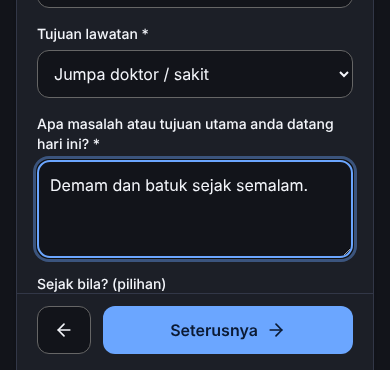 Tujuan lawatan *
Jumpa doktor / sakit
Apa masalah atau tujuan utama anda datang
hari ini? *
Demam dan batuk sejak semalam.
Sejak bila? (pilihan)
Seterusnya